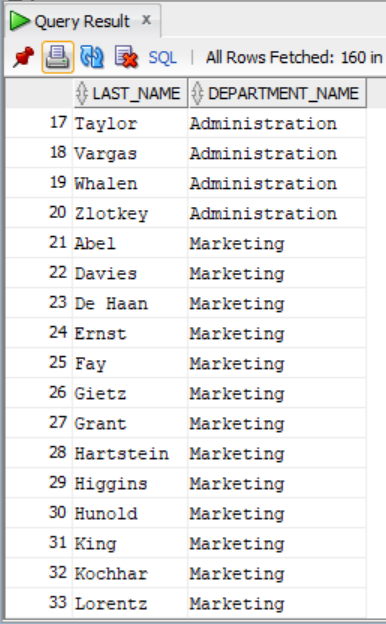 Query Result x
SQL | All Rows Fetched: 160 in
LAST_NAME DEPARTMENT_NAME
17 Taylor Administration
18 Vargas Administration
19 Whalen Administration
20 Zlotkey Administration
21 Abel Marketing
22 Davies Marketing
23 De Haan Marketing
24 Ernst Marketing
25 Fay Marketing
26 Gietz Marketing
27 Grant Marketing
28 Hartstein Marketing
29 Higgins Marketing
30 Hunold Marketing
31 King Marketing
32 Kochhar Marketing
33 Lorentz Marketing